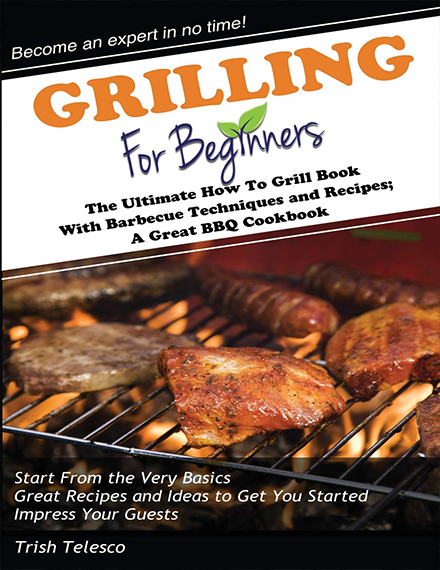 Become an expert in no time!
GRILLING
For Beginners
The Ultimate How To Grill Book
With Barbecue Techniques and Recipes;
A Great BBQ Cookbook
Start From the Very Basics
Great Recipes and Ideas to Get You Started
Impress Your Guests
Trish Telesco